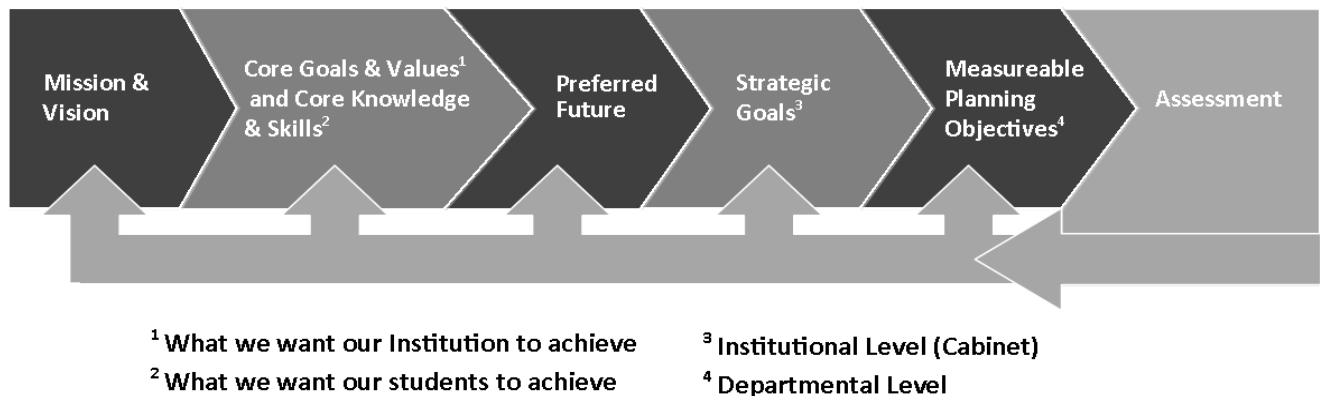 Mission &
Vision
Core Goals & Values¹
and Core Knowledge
& Skills²
Preferred
Future
Strategic
Goals³
Measureable
Planning
Objectives⁴
Assessment
¹ What we want our Institution to achieve
² What we want our students to achieve
³ Institutional Level (Cabinet)
⁴ Departmental Level